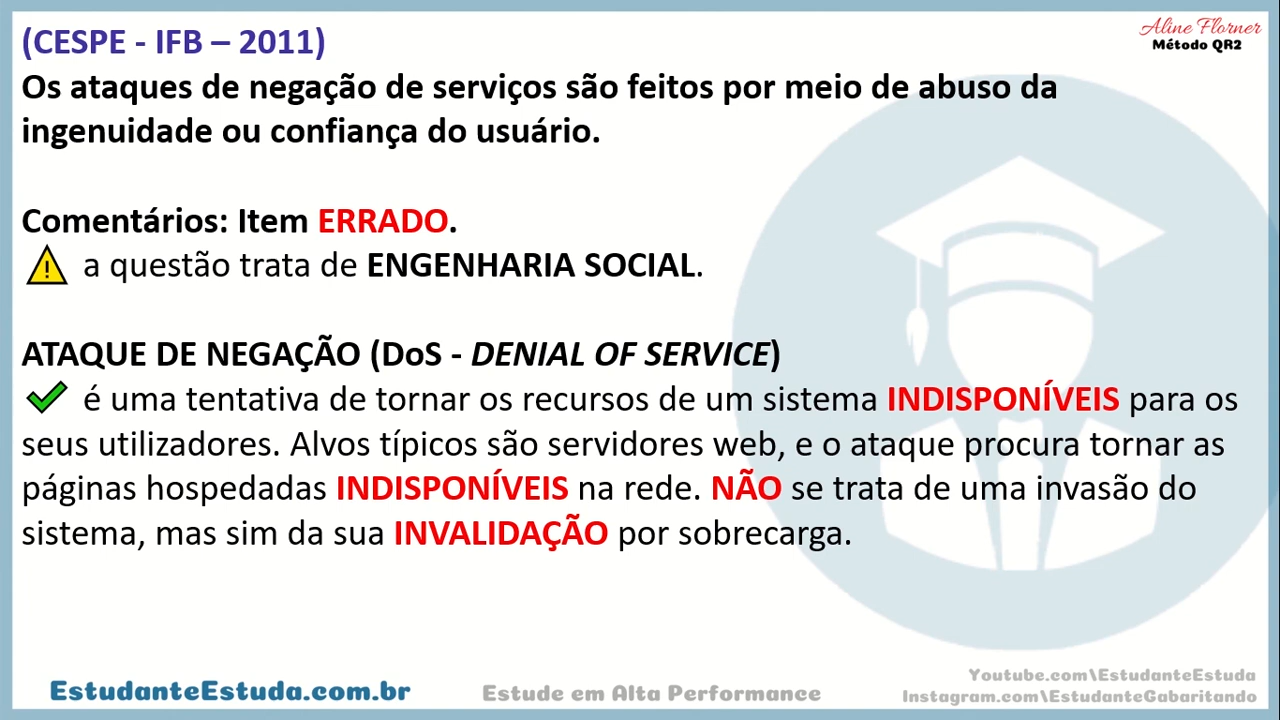 (CESPE - IFB – 2011)
Aline Florner
Método QR2
Os ataques de negação de serviços são feitos por meio de abuso da
ingenuidade ou confiança do usuário.
Comentários: Item ERRADO.
a questão trata de ENGENHARIA SOCIAL.
ATAQUE DE NEGAÇÃO (DoS - DENIAL OF SERVICE)
é uma tentativa de tornar os recursos de um sistema INDISPONÍVEIS para os
seus utilizadores. Alvos típicos são servidores web, e o ataque procura tornar as
páginas hospedadas INDISPONÍVEIS na rede. NÃO se trata de uma invasão do
sistema, mas sim da sua INVALIDAÇÃO por sobrecarga.
EstudanteEstuda.com.br
Estude em Alta Performance
Youtube.com\EstudanteEstuda
Instagram.com\EstudanteGabaritando